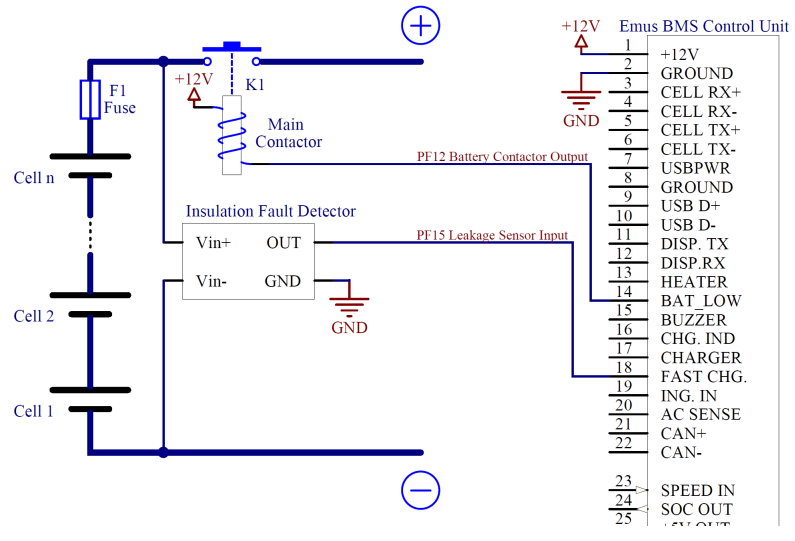 +12V
Emus BMS Control Unit
1
+12V
2
GROUND
3
CELL RX+
GND
4
CELL RX-
5
CELL TX+
6
CELL TX-
7
USBPWR
8
GROUND
9
USB D+
10
USB D-
11
DISP. TX
12
DISP.RX
13
HEATER
14
BAT_LOW
15
BUZZER
16
CHG. IND
17
CHARGER
18
FAST CHG.
19
ING. IN
20
AC SENSE
21
CAN+
22
CAN-
23
SPEED IN
24
SOC OUT
25
+5V OUT
F1
Fuse
+12V
K1
Main
Contactor
PF12 Battery Contactor Output
Cell n
Insulation Fault Detector
Vin+
OUT
PF15 Leakage Sensor Input
Vin-
GND
GND
Cell 2
Cell 1